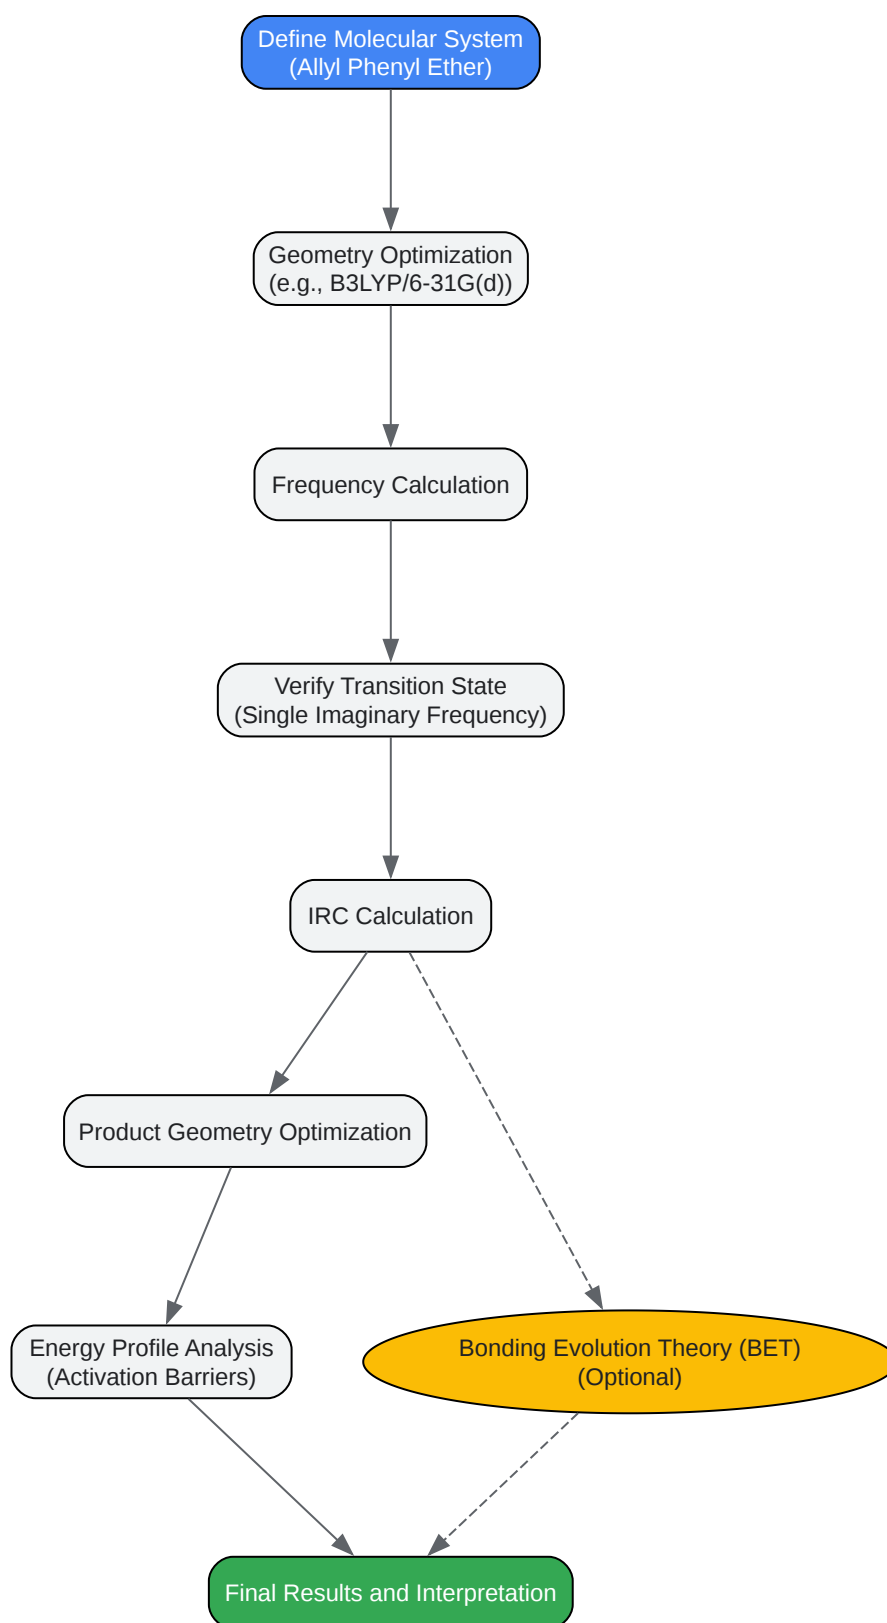 Define Molecular System
(Allyl Phenyl Ether)
Geometry Optimization
(e.g., B3LYP/6-31G(d))
Frequency Calculation
Verify Transition State
(Single Imaginary Frequency)
IRC Calculation
Product Geometry Optimization
Energy Profile Analysis
(Activation Barriers)
Bonding Evolution Theory (BET)
(Optional)
Final Results and Interpretation